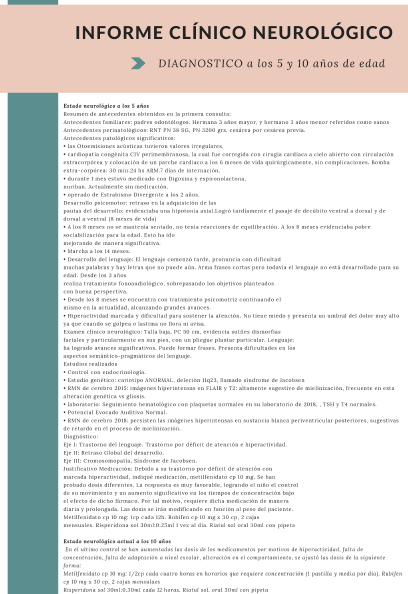 INFORME CLÍNICO NEUROLÓGICO
DIAGNOSTICO a los 5 y 10 años de edad
Estado neurológico a los 5 años
Resumen de antecedentes obtenidos en la primera consulta:
Antecedentes familiares: padres odontólogos. Hermana 3 años mayor, y hermano 3 años menor referidos como sanos
Antecedentes perinatológicos: RNT PN 38 SG, PN 3200 grs. cesárea por cesárea previa.
Antecedentes patológicos significativos:
• las Otoemisiones acústicas tuvieron valores irregulares,
• cardiopatía congénita CIV perimembranosa, la cual fue corregida con cirugía cardíaca a cielo abierto con circulación
extracorpórea y colocación de un parche cardíaco a los 6 meses de vida quirúrgicamente, sin complicaciones. Bomba
extra-corpórea: 30 min.24 hs ARM.7 días de internación.
• durante 1 mes estuvo medicado con Digoxina y espironolactona,
noriban. Actualmente sin medicación.
• operado de Estrabismo Divergente a los 2 años.
Desarrollo psicomotor: retraso en la adquisición de las
pautas del desarrollo; evidenciaba una hipotonía axial.Logró tardíamente el pasaje de decúbito ventral a dorsal y de
dorsal a ventral (8 meses de vida)
• A los 8 meses no se mantenía sentado, no tenía reacciones de equilibración. A los 8 meses evidenciaba pobre
sociabilización para la edad. Esto ha ido
mejorando de manera significativa.
• Marcha a los 14 meses.
• Desarrollo del lenguaje: El lenguaje comenzó tarde, pronuncia con dificultad
muchas palabras y hay letras que no puede aun. Arma frases cortas pero todavía el lenguaje no está desarrollado para su
edad. Desde los 3 años
realiza tratamiento fonoaudiológico, sobrepasando los objetivos planteados
con buena perspectiva.
• Desde los 8 meses se encuentra con tratamiento psicomotriz continuando el
mismo en la actualidad, alcanzando grandes avances.
• Hiperactividad marcada y dificultad para sostener la atención. No tiene miedo y presenta un umbral del dolor muy alto
ya que cuando se golpea o lastima no llora ni avisa.
Examen clínico neurológico: Talla baja, PC 50 cm, evidencia sutiles dismorfias
faciales y particularmente en sus pies, con un pliegue plantar particular. Lenguaje:
ha logrado avances significativos. Puede formar frases. Presenta dificultades en los
aspectos semántico-pragmáticos del lenguaje.
Estudios realizados
• Control con endocrinología.
• Estudio genético: cariotipo ANORMAL, deleción 11q23, llamado síndrome de Jacobsen
• RMN de cerebro 2015: imágenes hiperintensas en FLAIR y T2: altamente sugestivo de mielinización, frecuente en esta
alteración genética vs gliosis.
• laboratorio: Seguimiento hematológico con plaquetas normales en su laboratorio de 2018, , TSH y T4 normales.
• Potencial Evocado Auditivo Normal.
• RMN de cerebro 2018: persisten las imágenes hiperintensas en sustancia blanca periventricular posteriores, sugestivas
de retardo en el proceso de mielinización.
Diagnóstico:
Eje I: Trastorno del lenguaje. Trastorno por déficit de atención e hiperactividad.
Eje II: Retraso Global del desarrollo.
Eje III: Cromosomopatía, Síndrome de Jacobsen.
Justificativo Medicación: Debido a su trastorno por déficit de atención con
marcada hiperactividad, indiqué medicación, metilfenidato cp 10 mg. Se han
probado dosis diferentes. La respuesta es muy favorable, logrando el niño el control
de su movimiento y un aumento significativo en los tiempos de concentración bajo
el efecto de dicho fármaco. Por tal motivo, requiere dicha medicación de manera
diaria y prolongada. Las dosis se irás modificando en función al peso del paciente.
Metilfenidato cp 10 mg: 1cp cada 12h. Rubifen cp 10 mg x 30 cp, 2 cajas
mensuales. Risperidona sol 30ml:0.25ml 1 vez al día. Riatul sol oral 30ml con pipeta
Estado neurológico actual a los 10 años
En el último control se han aumentadas las dosis de los medicamentos por motivos de hiperactividad, falta de
concentración, falta de adaptación a nivel escolar, alteración en el comportamiento, se ajustó las dosis de la siguiente
forma:
Metilfenidato cp 10 mg: 1/2cp cada cuatro horas en horarios que requiere concentración (1 pastilla y media por día). Rubifen
cp 10 mg x 30 cp, 2 cajas mensuales
Risperidona sol 30ml:0.30ml cada 12 horas. Riatul sol. oral 30ml con pipeta